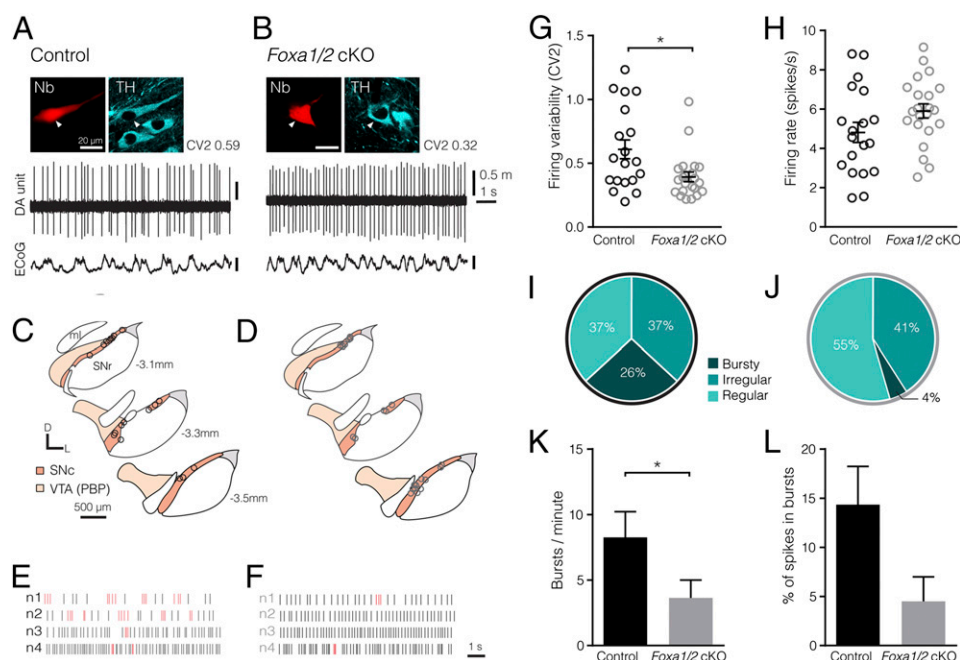 A
Control
Nb
TH
20 µm
CV2 0.59
DA unit
ECoG
B
Foxa1/2 cKO
Nb
TH
CV2 0.32
0.5 m
1 s
C
ml
SNr
-3.1mm
D
L
-3.3mm
SNc
VTA (PBP)
500 µm
-3.5mm
D
E
n1
n2
n3
n4
F
n1
n2
n3
n4
1 s
G
Firing variability (CV2)
1.5
1.0
0.5
0.0
*
Control
Foxa1/2 cKO
H
Firing rate (spikes/s)
10
8
6
4
2
0
Control
Foxa1/2 cKO
I
37%
37%
26%
Bursty
Irregular
Regular
J
55%
41%
4%
K
Bursts / minute
15
10
5
0
*
Control
Foxa1/2 cKO
L
% of spikes in bursts
20
15
10
5
0
Control
Foxa1/2 cKO